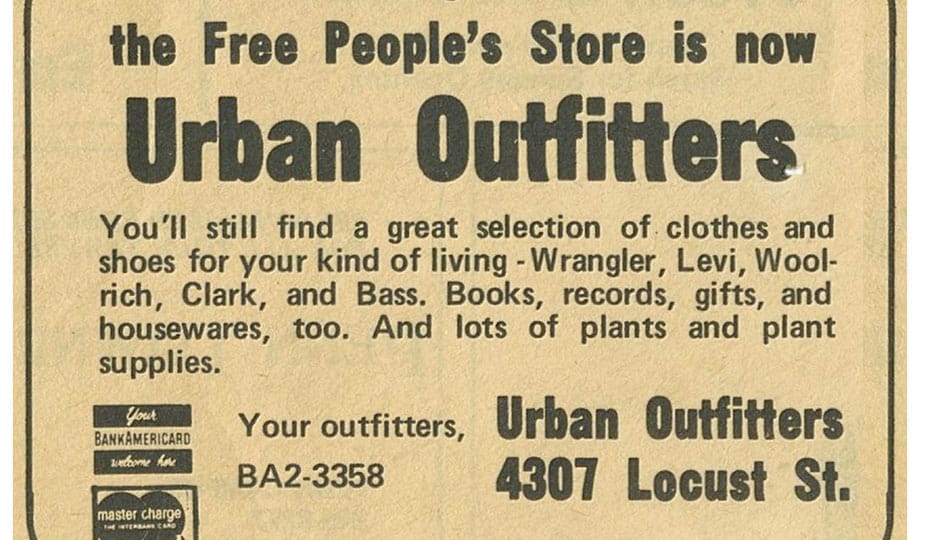 the Free People's Store is now
Urban Outfitters
You'll still find a great selection of clothes and
shoes for your kind of living - Wrangler, Levi, Wool-
rich, Clark, and Bass. Books, records, gifts, and
housewares, too. And lots of plants and plant
supplies.
Your
BANKAMERICARD
welcome here
master charge
THE INTERBANK CARD
Your outfitters,
BA2-3358
Urban Outfitters
4307 Locust St.